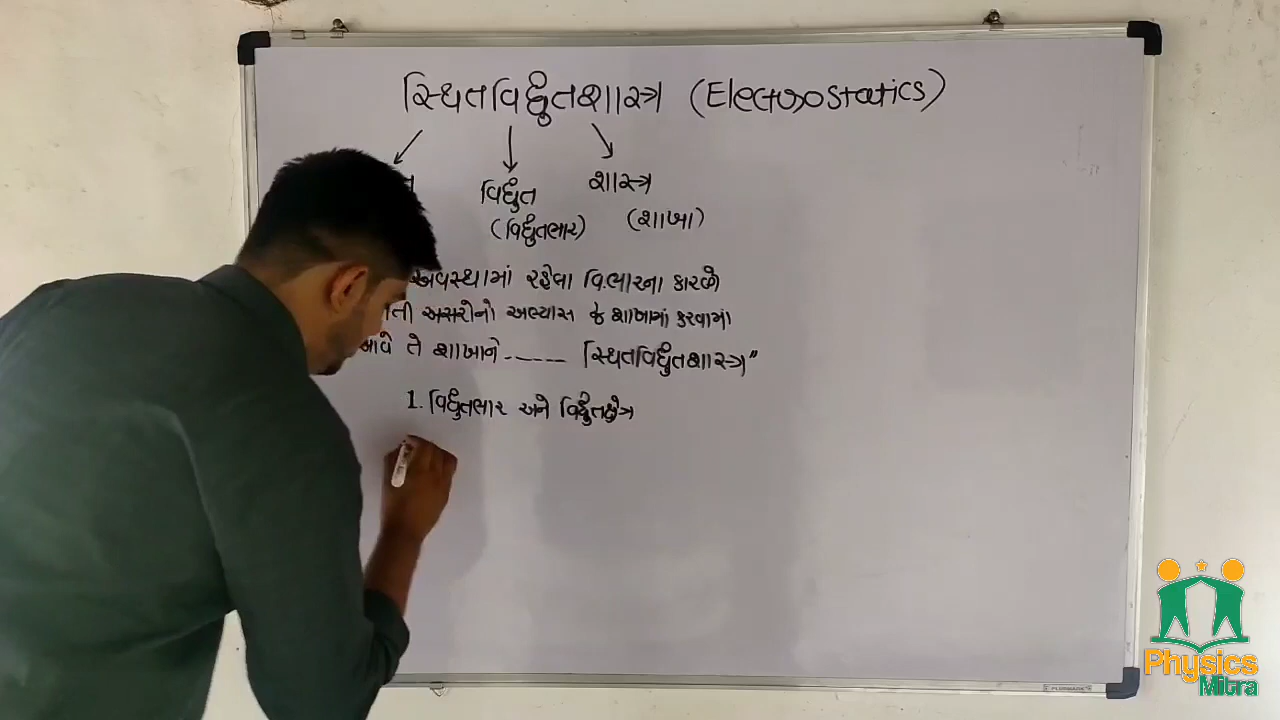 સ્થિતવિદ્યુતશાસ્ત્ર (Electrostatics)
વિદ્યુત શાસ્ત્ર
(વિદ્યુતભાર) (શાખા)
અવસ્થામાં રહેલા વિ.ભારના કારણે
અસરોનો અભ્યાસ જે શાખામાં કરવામાં
આવે તે શાખાને ------ સ્થિતવિદ્યુતશાસ્ત્ર"
1. વિદ્યુતભાર અને વિદ્યુતક્ષેત્ર
Physics
Mitra